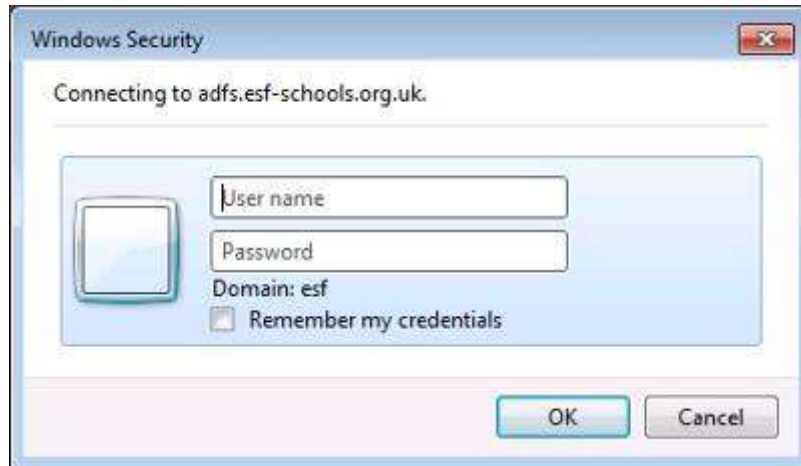 Windows Security
Connecting to adfs.esf-schools.org.uk.
User name
Password
Domain: esf
Remember my credentials
OK Cancel